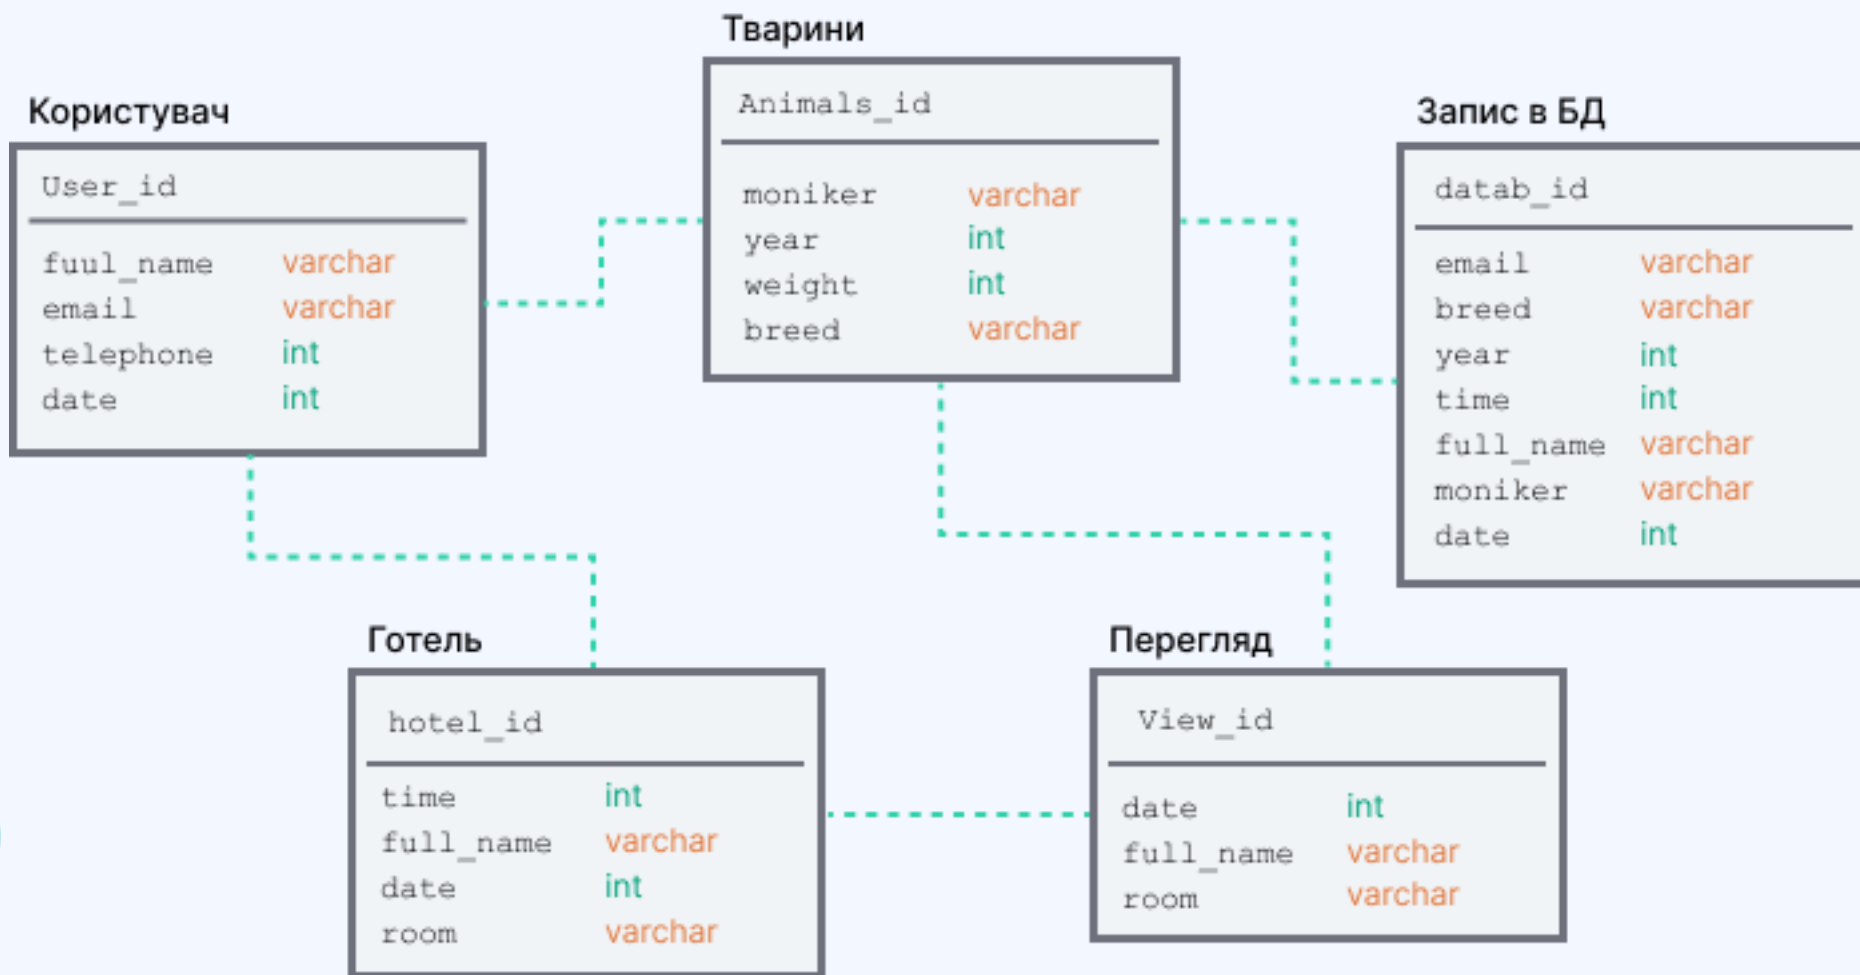 Тварини
Animals_id
moniker varchar
year int
weight int
breed varchar
Користувач
User_id
fuul_name varchar
email varchar
telephone int
date int
Запис в БД
datab_id
email varchar
breed varchar
year int
time int
full_name varchar
moniker varchar
date int
Готель
hotel_id
time int
full_name varchar
date int
room varchar
Перегляд
View_id
date int
full_name varchar
room varchar